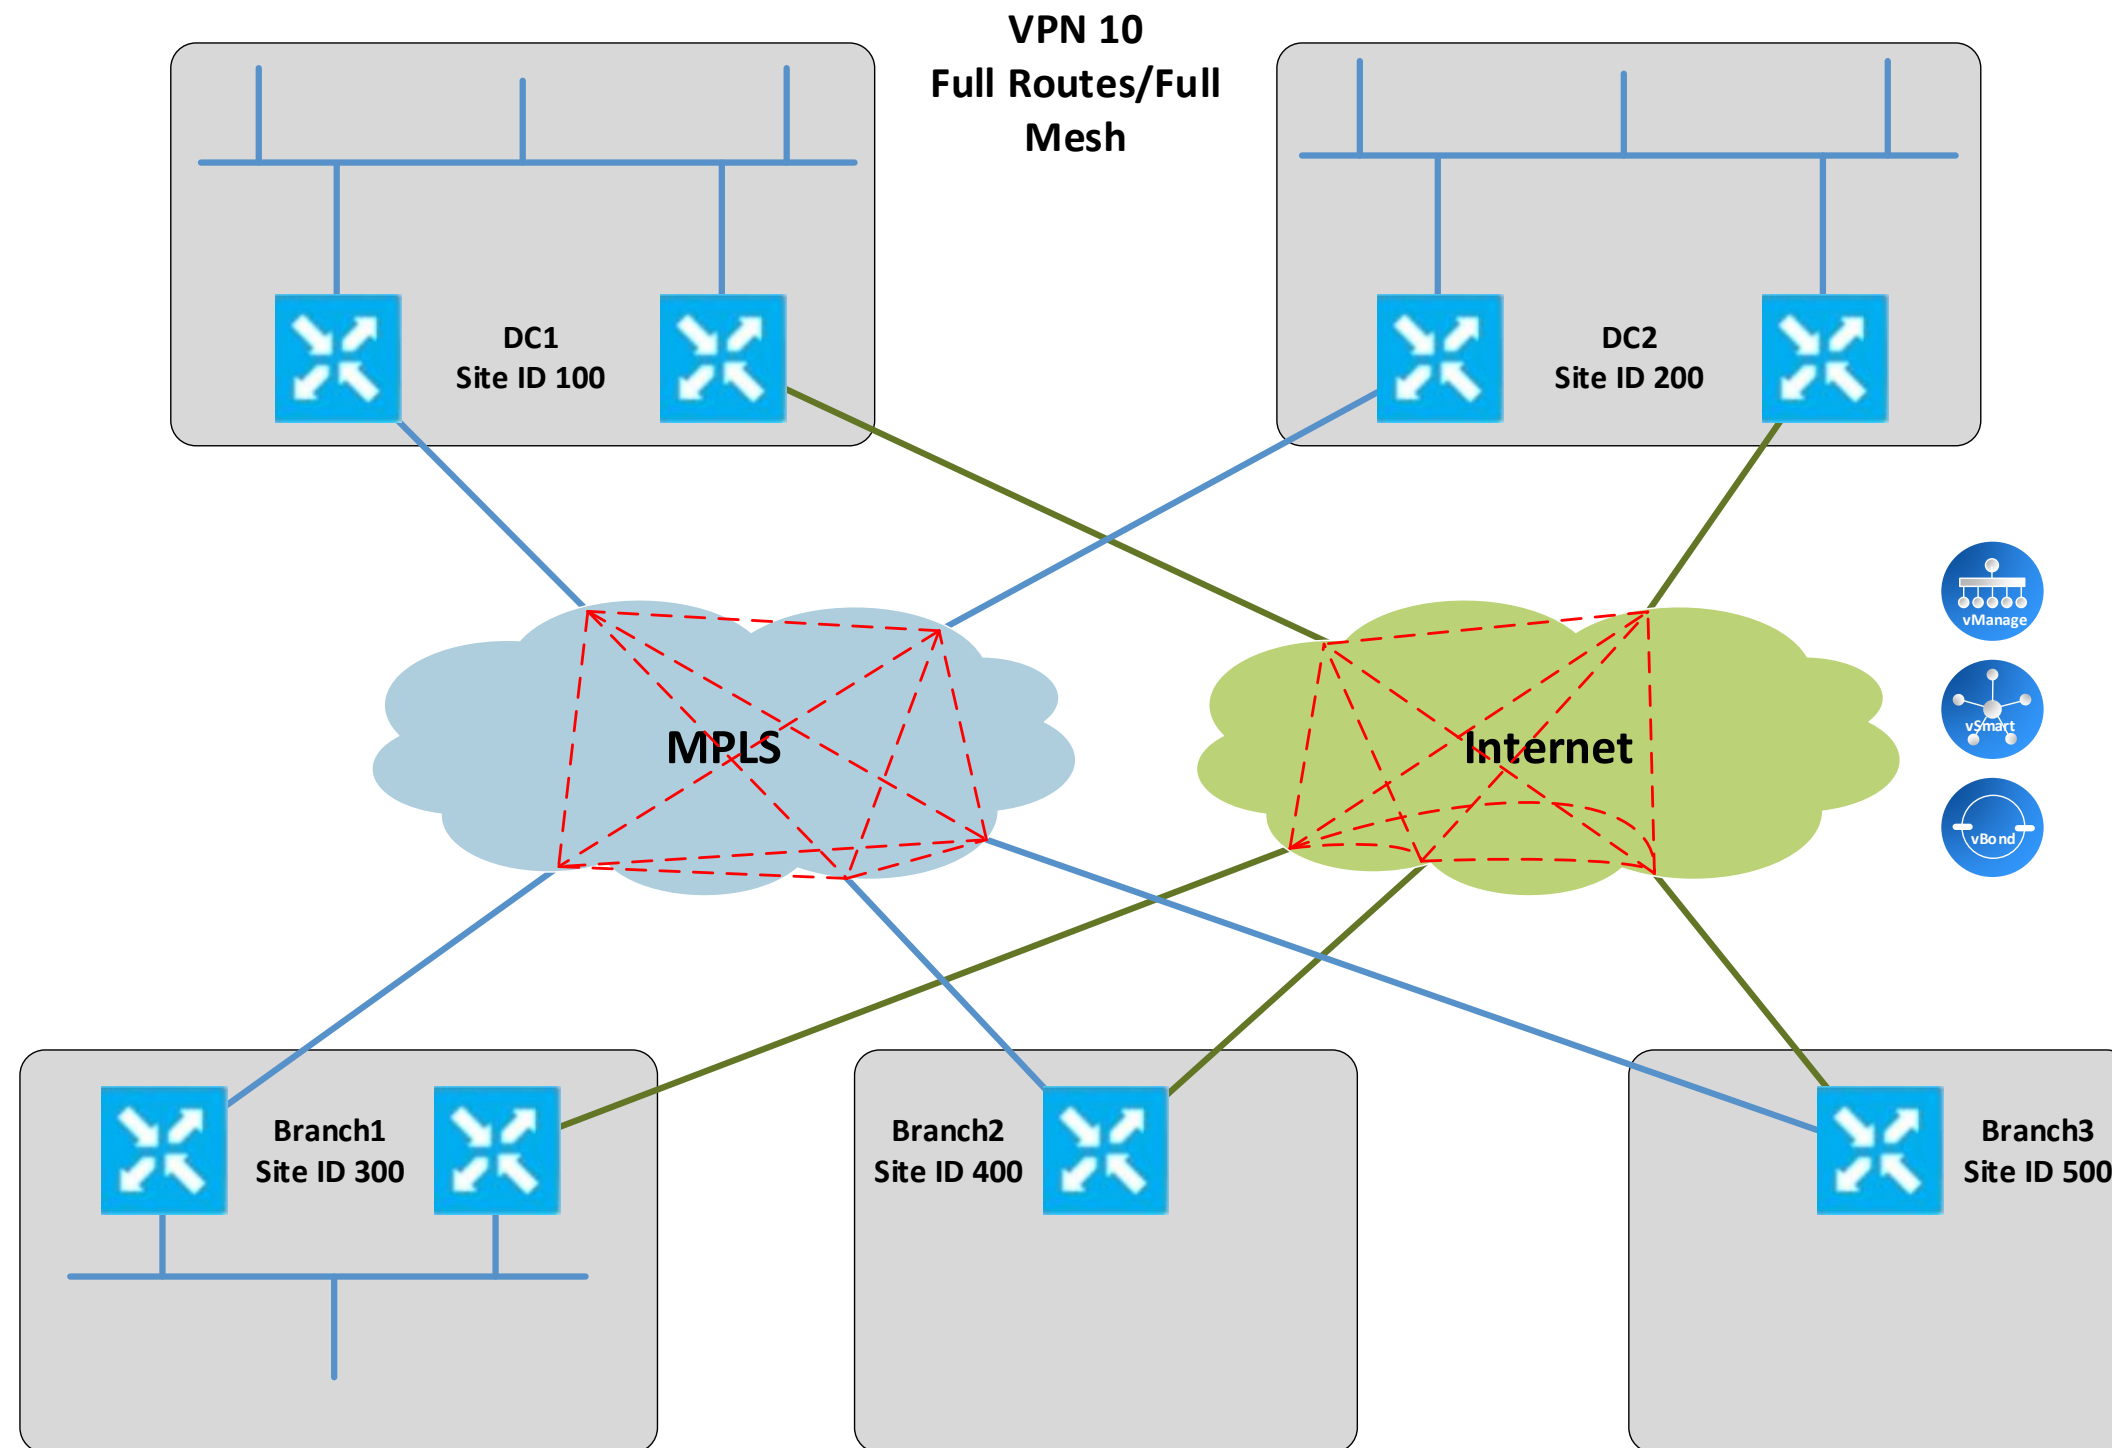 VPN 10
Full Routes/Full
Mesh
DC1
Site ID 100
DC2
Site ID 200
vManage
vSmart
vBond
MPLS
Internet
Branch1
Site ID 300
Branch2
Site ID 400
Branch3
Site ID 500